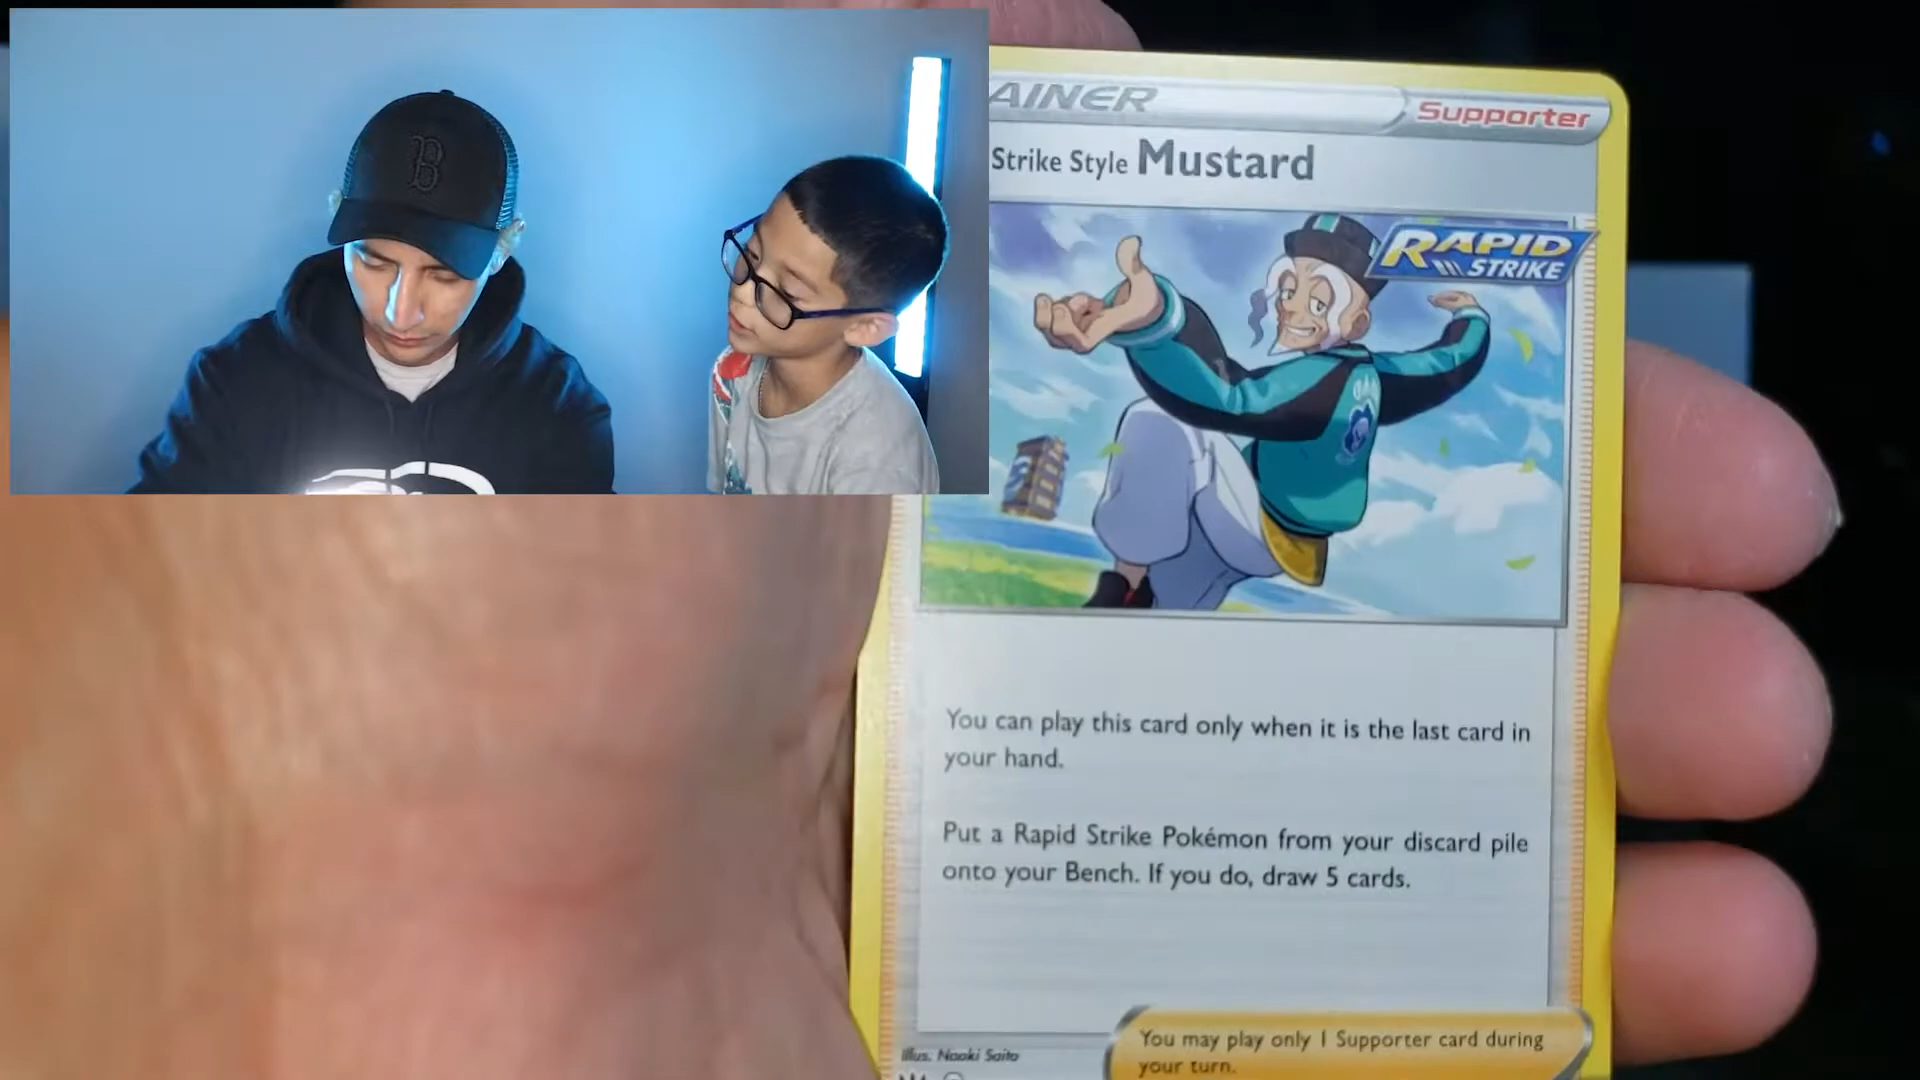 B
AINER
Supporter
Strike Style Mustard
RAPID
STRIKE
You can play this card only when it is the last card in
your hand.
Put a Rapid Strike Pokémon from your discard pile
onto your Bench. If you do, draw 5 cards.
Illus. Naoki Saito
You may play only 1 Supporter card during
your turn.